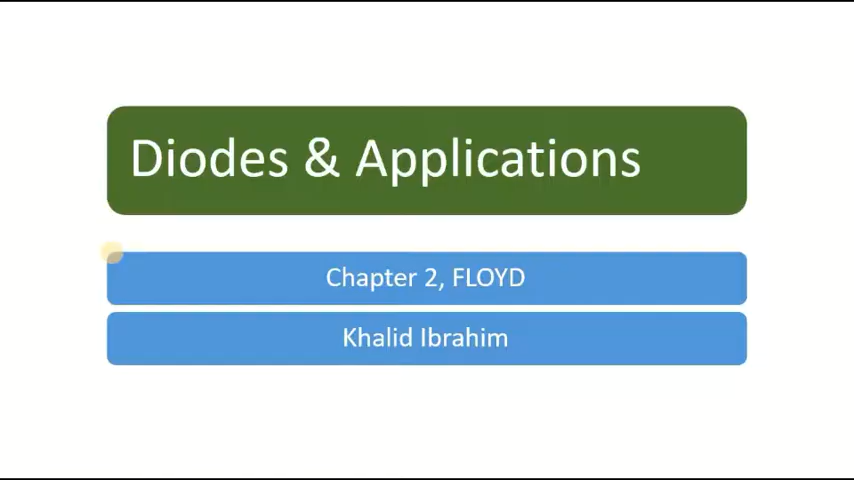 Diodes & Applications
Chapter 2, FLOYD
Khalid Ibrahim